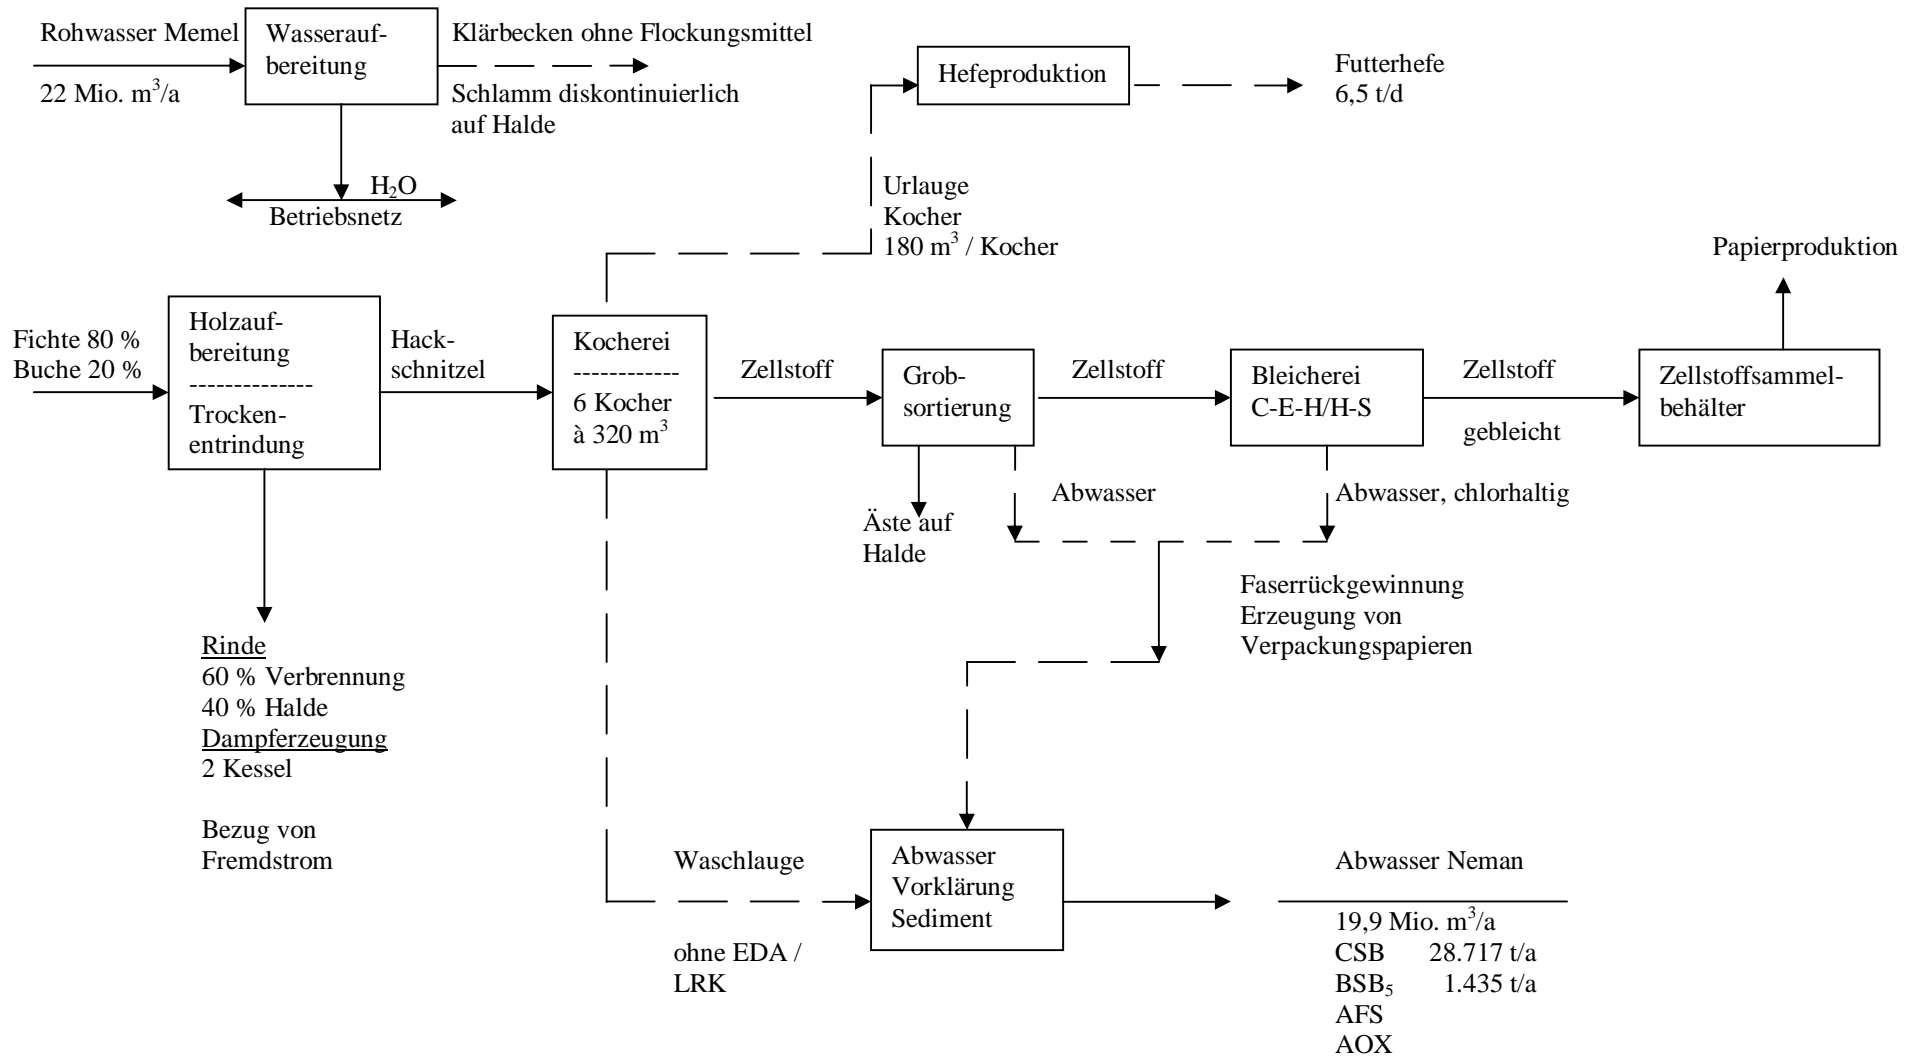 Rohwasser Memel
22 Mio. m³/a
Wasserauf-
bereitung
Klärbecken ohne Flockungsmittel
Schlamm diskontinuierlich
auf Halde
H₂O
Betriebsnetz
Hefeproduktion
Futterhefe
6,5 t/d
Urlauge
Kocher
180 m³ / Kocher
Papierproduktion
Fichte 80 %
Buche 20 %
Holzauf-
bereitung
--------------
Trocken-
entrindung
Hack-
schnitzel
Kocherei
------------
6 Kocher
à 320 m³
Zellstoff
Grob-
sortierung
Zellstoff
Bleicherei
C-E-H/H-S
Zellstoff
gebleicht
Zellstoffsammel-
behälter
Äste auf
Halde
Abwasser
Abwasser, chlorhaltig
Faserrückgewinnung
Erzeugung von
Verpackungspapieren
Rinde
60 % Verbrennung
40 % Halde
Dampferzeugung
2 Kessel
Bezug von
Fremdstrom
Waschlauge
ohne EDA /
LRK
Abwasser
Vorklärung
Sediment
Abwasser Neman
19,9 Mio. m³/a
CSB 28.717 t/a
BSB₅ 1.435 t/a
AFS
AOX